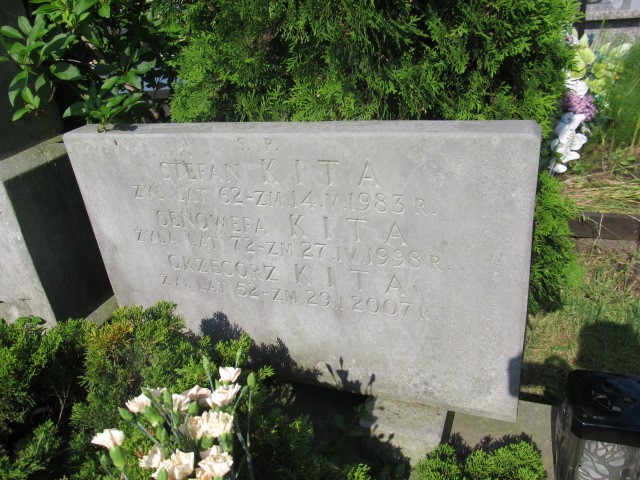 Ś. P.
STEFAN KITA
ŻYŁ LAT 62-ZM. 14.IV.1983 R.
GENOWEFA KITA
ŻYŁA LAT 72-ZM. 27.IV.1998 R.
GRZEGORZ KITA
ŻYŁ LAT 52-ZM. 29.I.2007 R